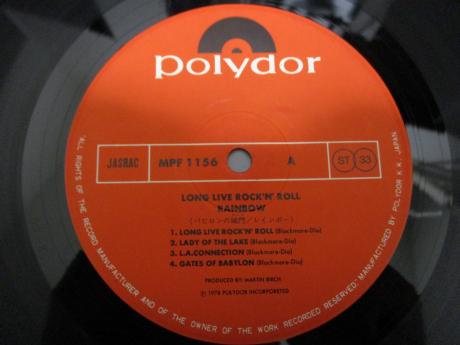 polydor
JASRAC MPF 1156 A ST 33
LONG LIVE ROCK'N' ROLL
RAINBOW
(バビロンの城門/レインボー)
1. LONG LIVE ROCK'N' ROLL (Blackmore-Dio)
2. LADY OF THE LAKE (Blackmore-Dio)
3. L.A.CONNECTION (Blackmore-Dio)
4. GATES OF BABYLON (Blackmore-Dio)
PRODUCED BY: MARTIN BIRCH
Ⓟ 1978 POLYDOR INCORPORETED
ALL RIGHTS OF THE RECORD MANUFACTURER AND OF THE OWNER OF THE WORK RECORDED RESERVED. MANUFACTURED BY POLYDOR K.K. JAPAN.